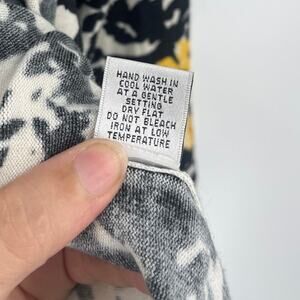 HAND WASH IN
COOL WATER
AT A GENTLE
SETTING
DRY FLAT
DO NOT BLEACH
IRON AT LOW
TEMPERATURE